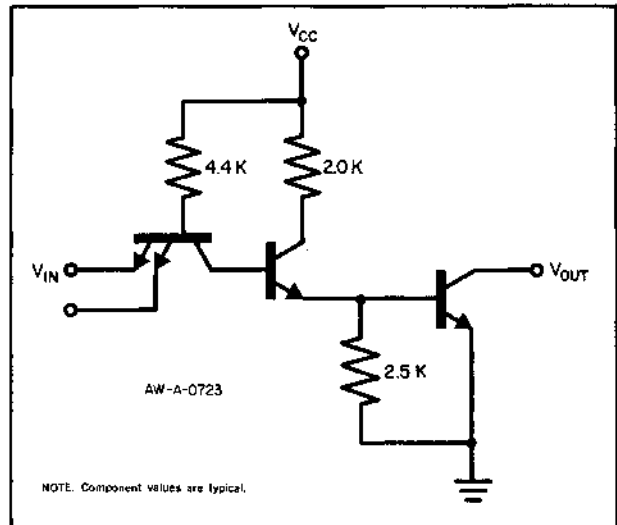 VCC
4.4 K
2.0 K
VIN
VOUT
2.5 K
AW-A-0723
NOTE. Component values are typical.